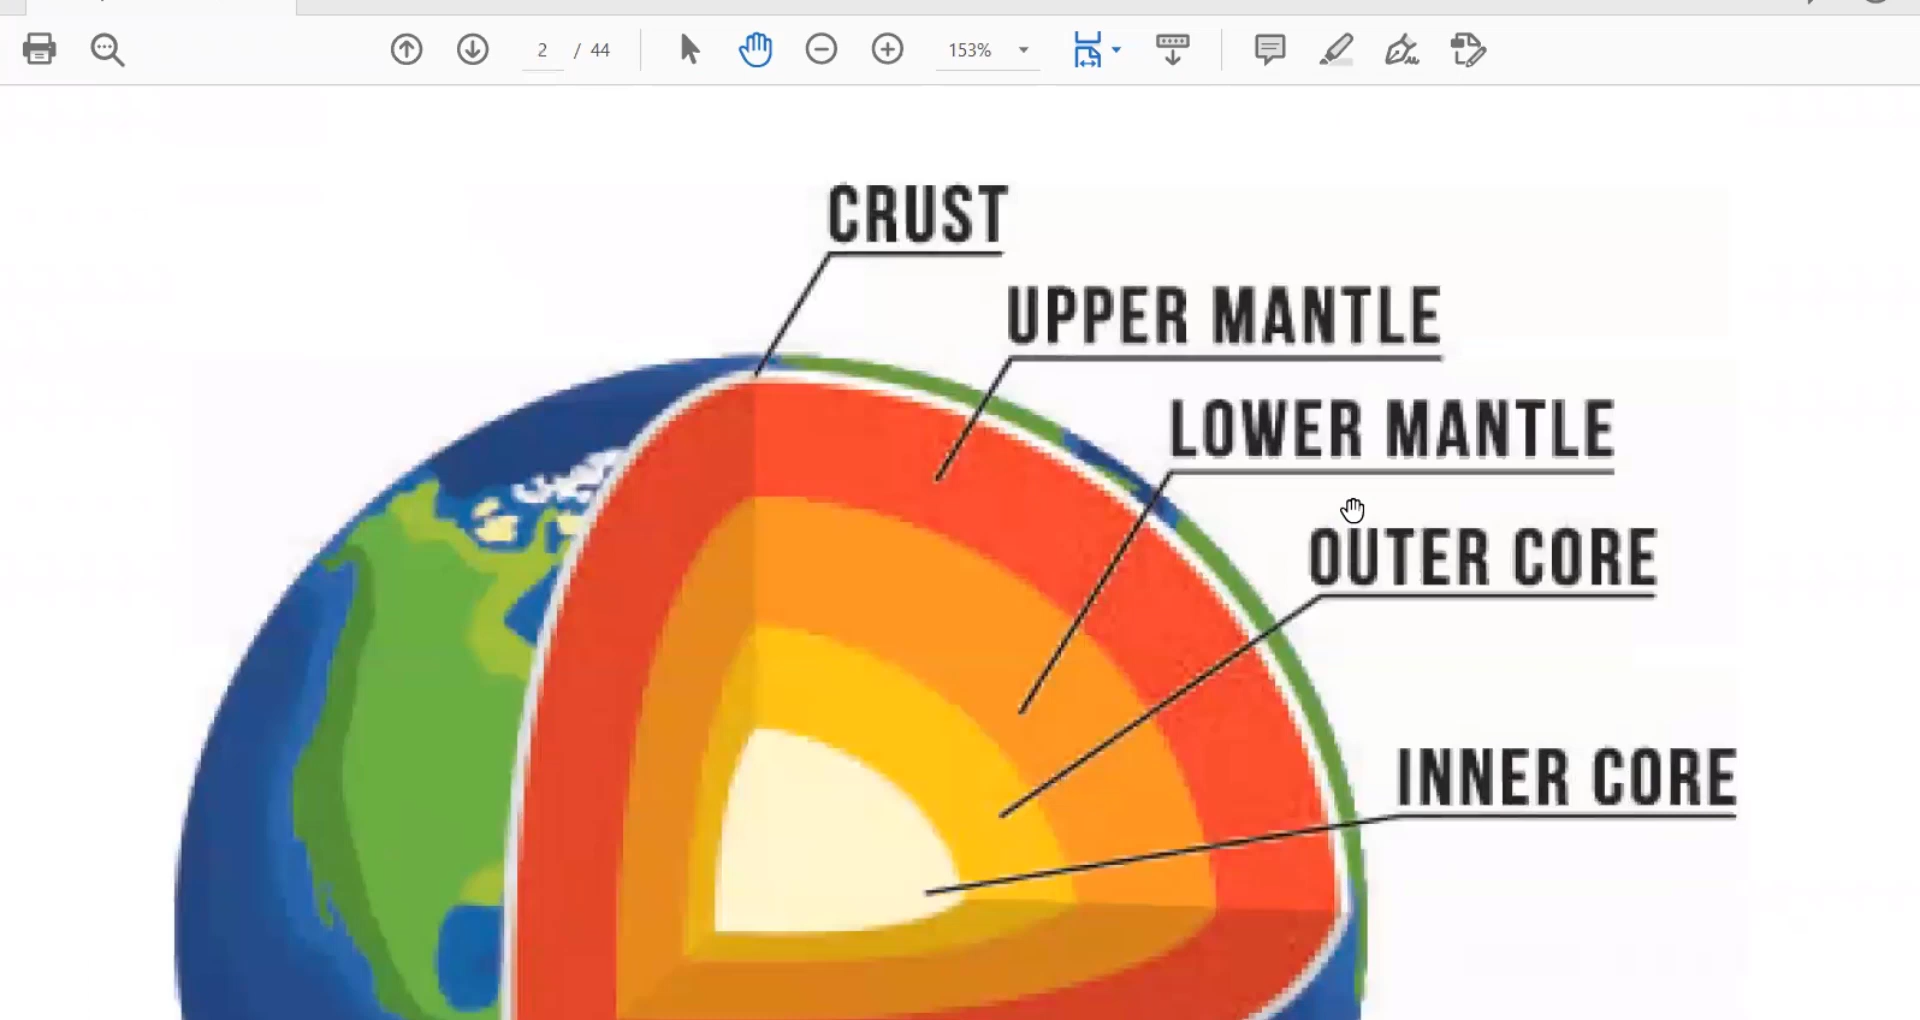 2 / 44
153%
CRUST
UPPER MANTLE
LOWER MANTLE
OUTER CORE
INNER CORE